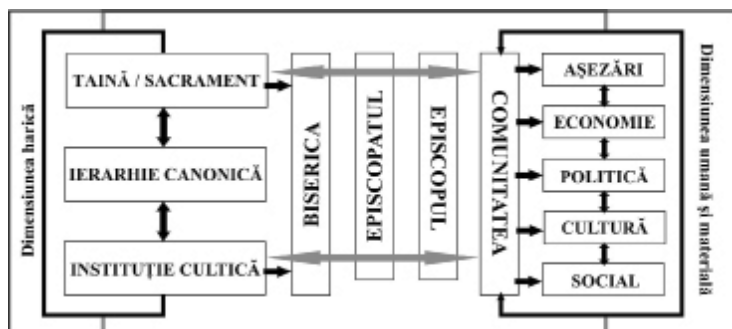 Dimensiunea harică
TAINĂ / SACRAMENT
IERARHIE CANONICĂ
INSTITUȚIE CULTICĂ
BISERICA
EPISCOPATUL
EPISCOPUL
COMUNITATEA
AȘEZĂRI
ECONOMIE
POLITICĂ
CULTURĂ
SOCIAL
Dimensiunea umană și materială